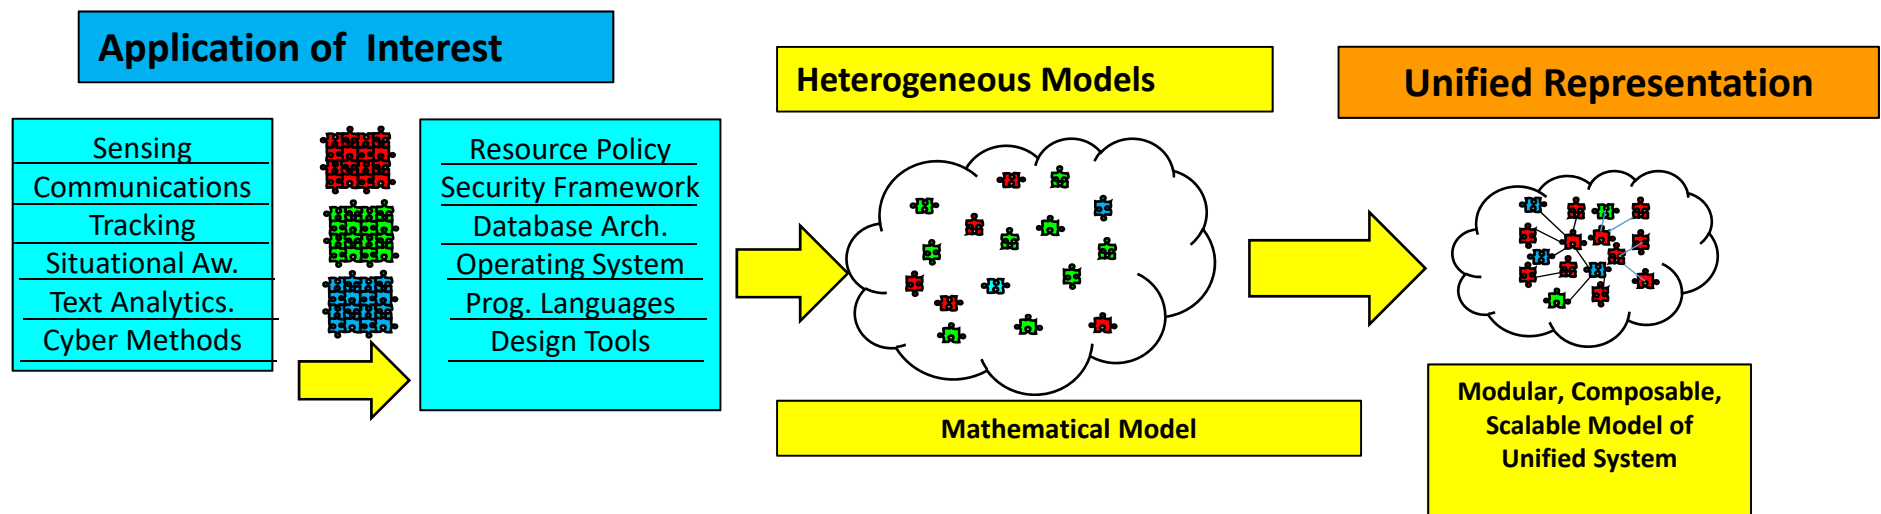 Application of  Interest
Heterogeneous Models
Unified Representation
Sensing
Communications
Tracking
Situational Aw.
Text Analytics.
Cyber Methods
Resource Policy
Security Framework
Database Arch.
Operating System
Prog. Languages
Design Tools
Mathematical Model
Modular, Composable,
Scalable Model of
Unified System